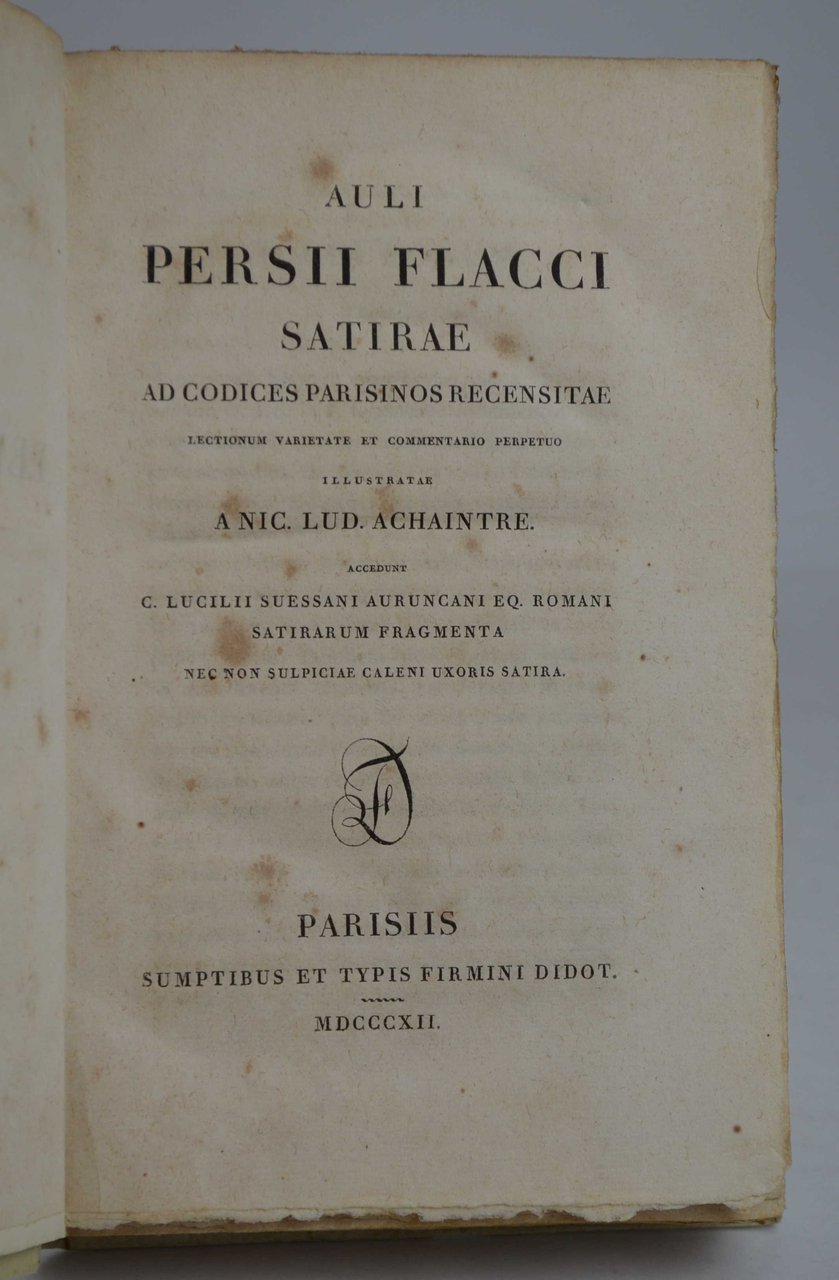 AULI
PERSII FLACCI
SATIRAE
AD CODICES PARISINOS RECENSITAE
LECTIONUM VARIETATE ET COMMENTARIO PERPETUO
ILLUSTRATAE
A NIC. LUD. ACHAINTRE.
ACCEDUNT
C. LUCILII SUESSANI AURUNCANI EQ. ROMANI
SATIRARUM FRAGMENTA
NEC NON SULPICIAE CALENI UXORIS SATIRA.
PARISIIS
SUMPTIBUS ET TYPIS FIRMINI DIDOT.
MDCCCXII.